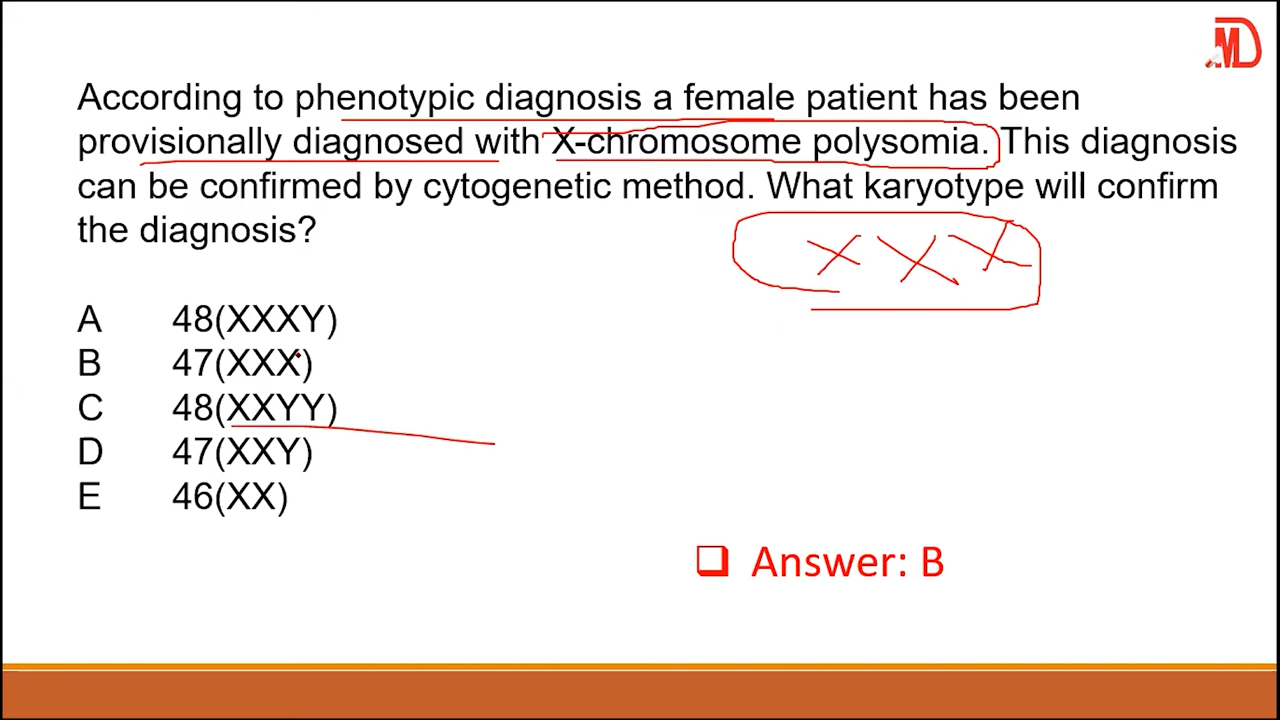 MD
According to phenotypic diagnosis a female patient has been
provisionally diagnosed with X-chromosome polysomia. This diagnosis
can be confirmed by cytogenetic method. What karyotype will confirm
the diagnosis?
X X X
A 48(XXXY)
B 47(XXX)
C 48(XXYY)
D 47(XXY)
E 46(XX)
❑ Answer: B